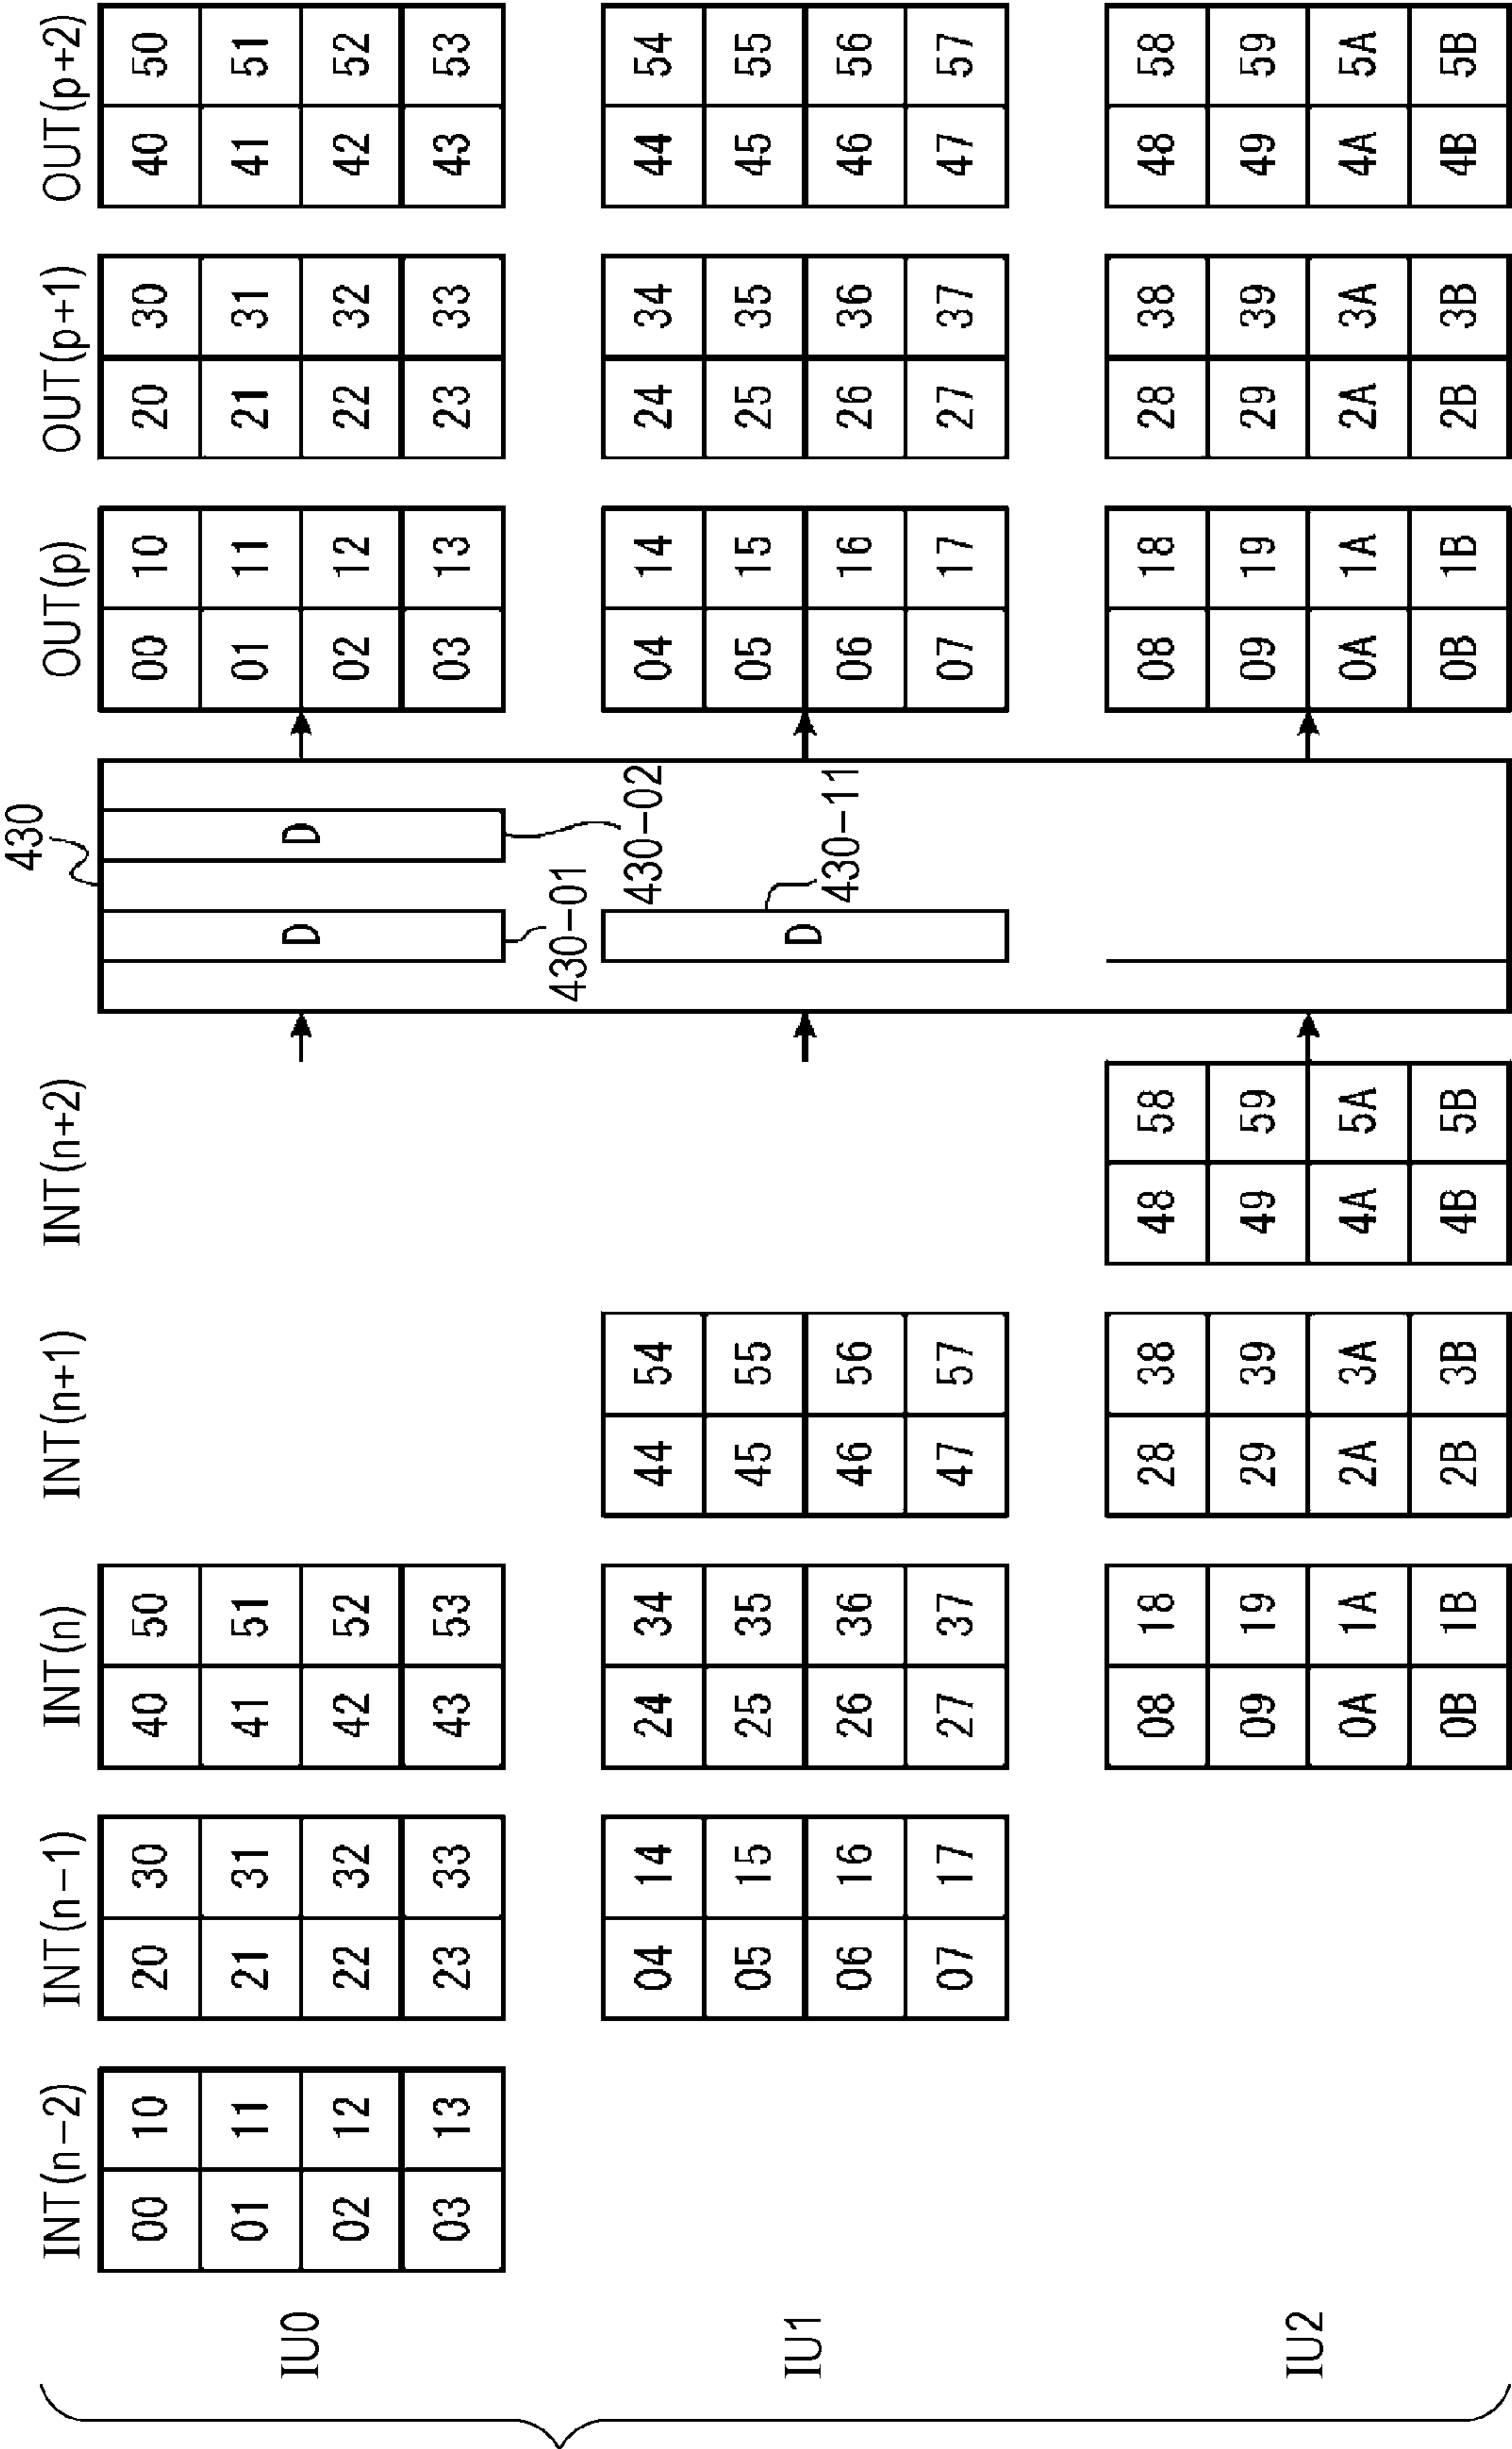 430
INT(n−2) INT(n−1) INT(n) INT(n+1) INT(n+2) OUT(p) OUT(p+1) OUT(p+2)
00 10 20 30 40 50 00 10 20 30 40 50
01 11 21 31 41 51 01 11 21 31 41 51
IU0 D D
02 12 22 32 42 52 02 12 22 32 42 52
03 13 23 33 43 53 03 13 23 33 43 53
430-01
430-02
04 14 24 34 44 54 04 14 24 34 44 54
05 15 25 35 45 55 05 15 25 35 45 55
IU1 D
430-11
06 16 26 36 46 56 06 16 26 36 46 56
07 17 27 37 47 57 07 17 27 37 47 57
08 18 28 38 48 58 08 18 28 38 48 58
09 19 29 39 49 59 09 19 29 39 49 59
IU2
0A 1A 2A 3A 4A 5A 0A 1A 2A 3A 4A 5A
0B 1B 2B 3B 4B 5B 0B 1B 2B 3B 4B 5B